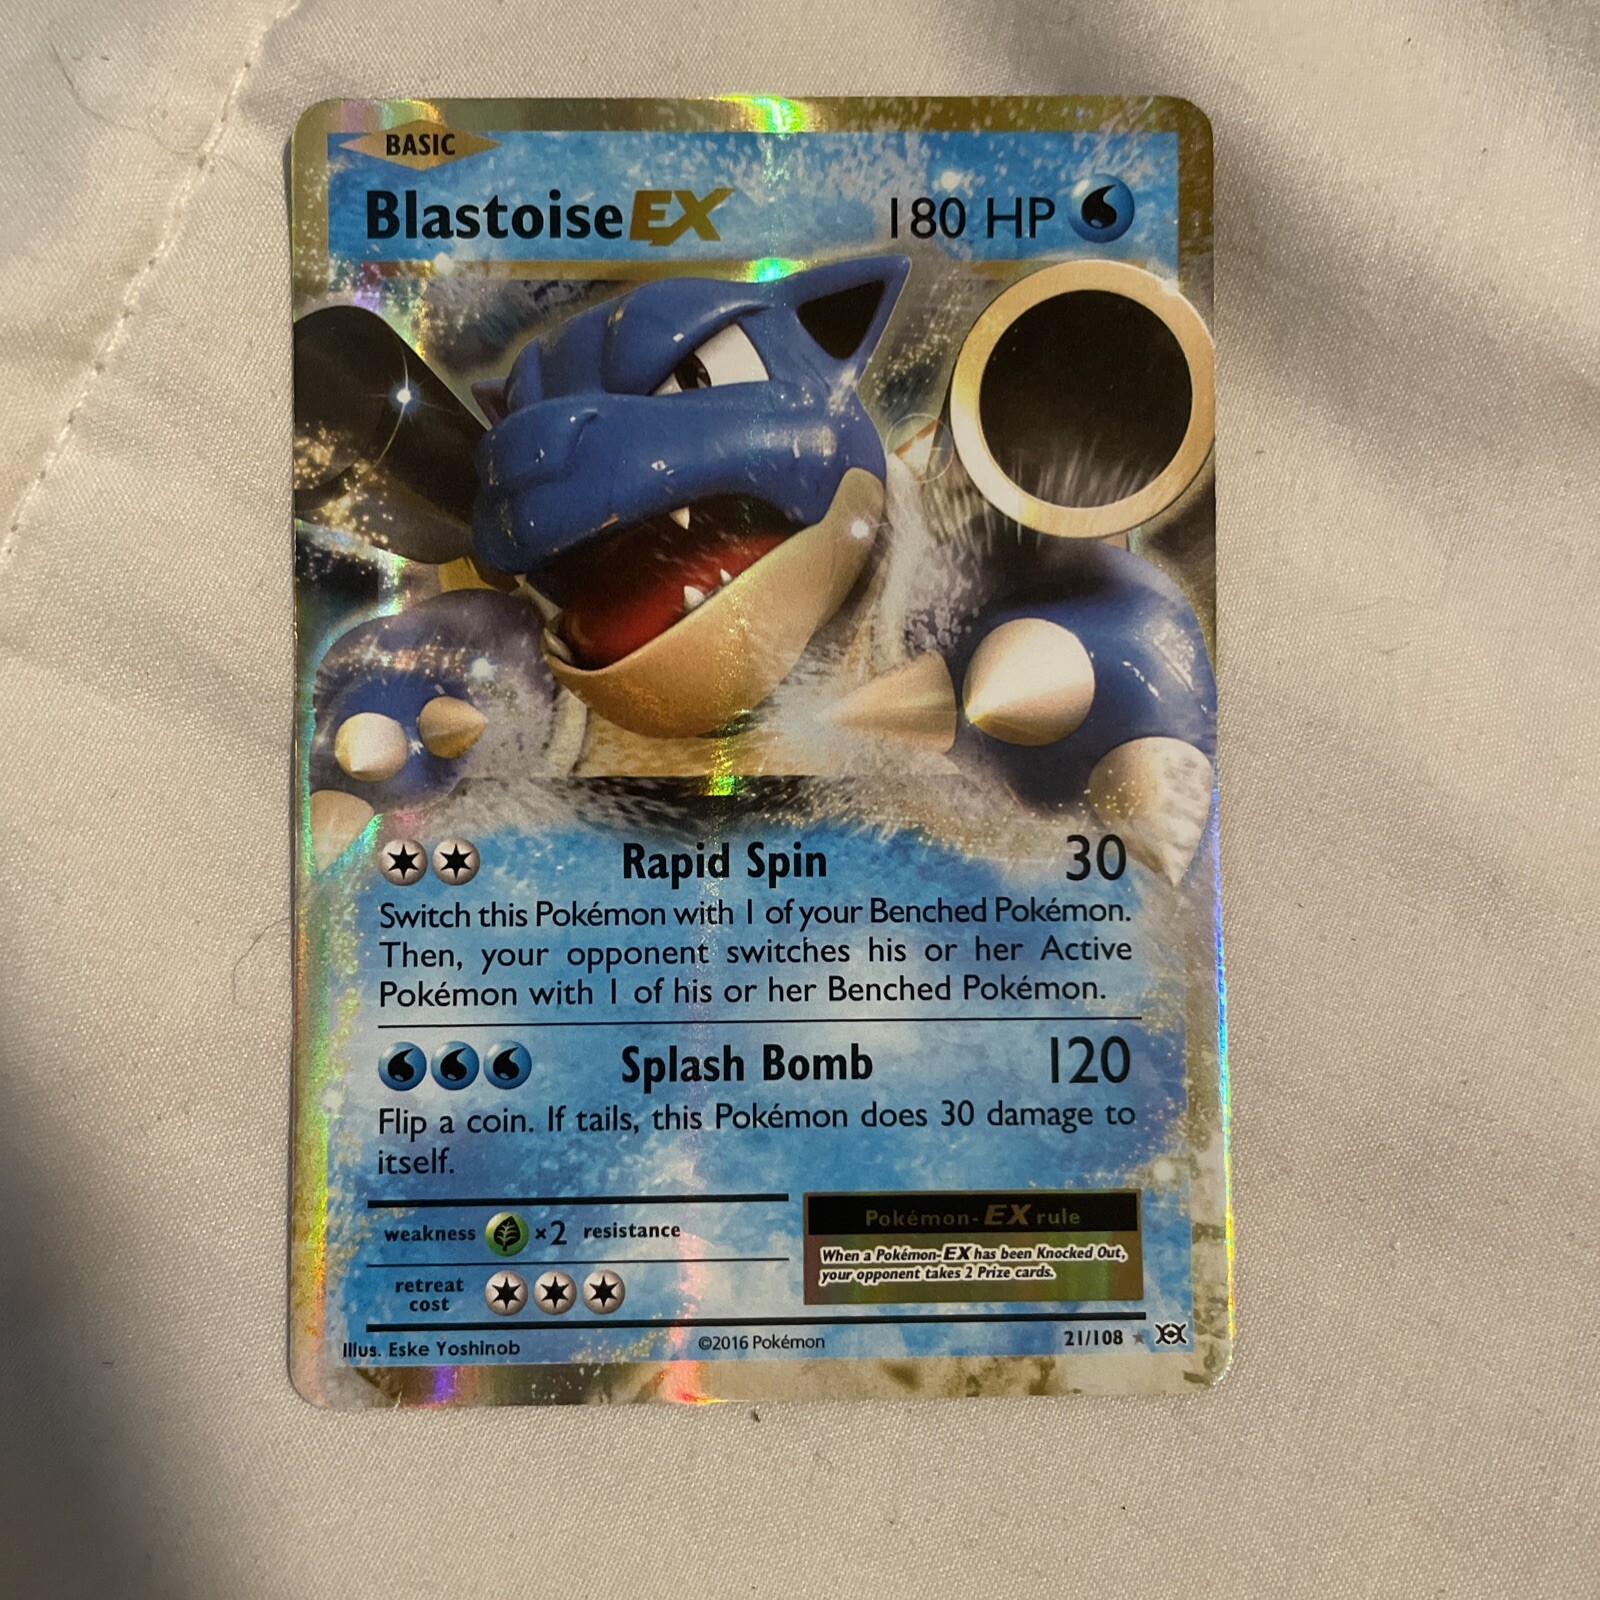 BASIC
Blastoise EX 180 HP
Rapid Spin 30
Switch this Pokémon with 1 of your Benched Pokémon.
Then, your opponent switches his or her Active
Pokémon with 1 of his or her Benched Pokémon.
Splash Bomb 120
Flip a coin. If tails, this Pokémon does 30 damage to
itself.
weakness ×2 resistance
retreat
cost
Pokémon-EX rule
When a Pokémon-EX has been Knocked Out,
your opponent takes 2 Prize cards.
Illus. Eske Yoshinob ©2016 Pokémon 21/108 ★